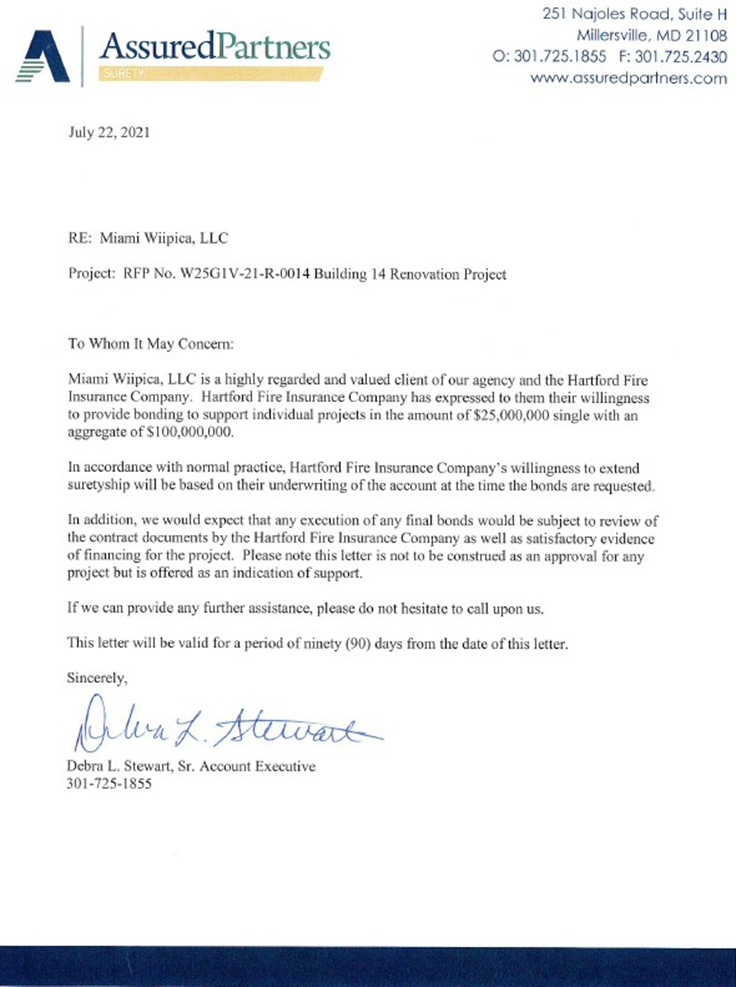 AssuredPartners
SURETY
251 Najoles Road, Suite H
Millersville, MD 21108
O: 301.725.1855 F: 301.725.2430
www.assuredpartners.com
July 22, 2021
RE: Miami Wiipica, LLC
Project: RFP No. W25G1V-21-R-0014 Building 14 Renovation Project
To Whom It May Concern:
Miami Wiipica, LLC is a highly regarded and valued client of our agency and the Hartford Fire
Insurance Company. Hartford Fire Insurance Company has expressed to them their willingness
to provide bonding to support individual projects in the amount of $25,000,000 single with an
aggregate of $100,000,000.
In accordance with normal practice, Hartford Fire Insurance Company's willingness to extend
suretyship will be based on their underwriting of the account at the time the bonds are requested.
In addition, we would expect that any execution of any final bonds would be subject to review of
the contract documents by the Hartford Fire Insurance Company as well as satisfactory evidence
of financing for the project. Please note this letter is not to be construed as an approval for any
project but is offered as an indication of support.
If we can provide any further assistance, please do not hesitate to call upon us.
This letter will be valid for a period of ninety (90) days from the date of this letter.
Sincerely,
Debra L. Stewart
Debra L. Stewart, Sr. Account Executive
301-725-1855